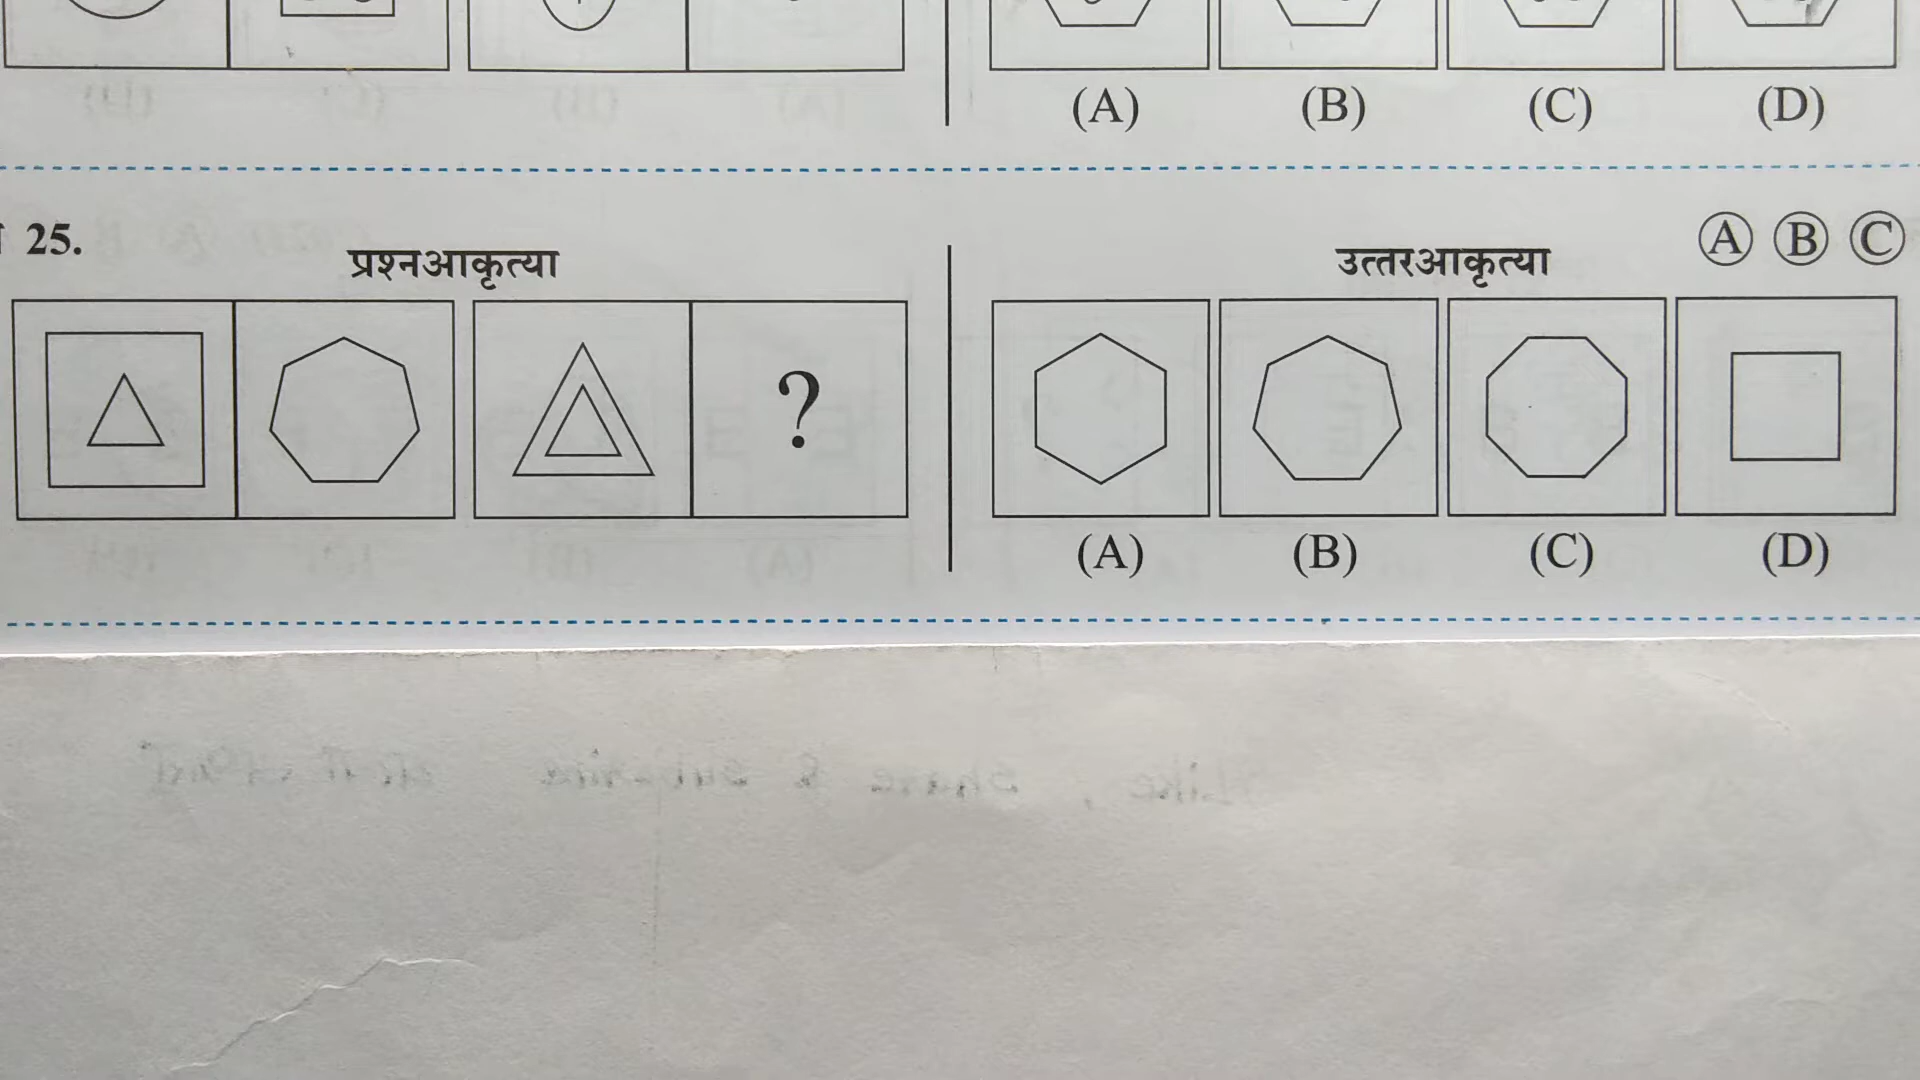 (A) (B) (C) (D)
25.
प्रश्नआकृत्या
उत्तरआकृत्या
Ⓐ Ⓑ Ⓒ
?
(A) (B) (C) (D)